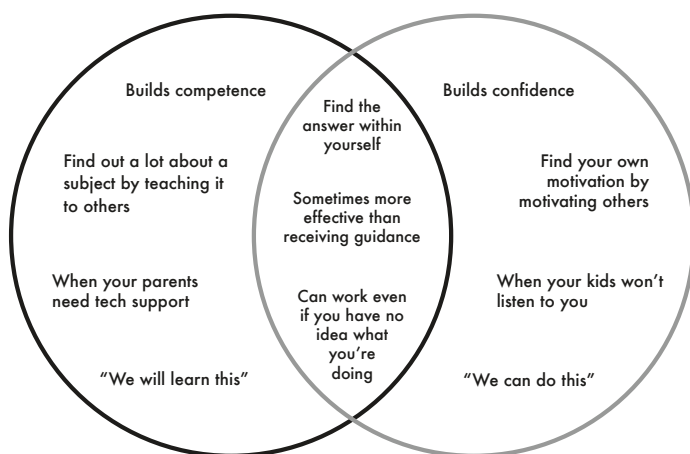 Builds competence
Find out a lot about a
subject by teaching it
to others
When your parents
need tech support
“We will learn this”
Find the
answer within
yourself
Sometimes more
effective than
receiving guidance
Can work even
if you have no
idea what
you’re
doing
Builds confidence
Find your own
motivation by
motivating others
When your kids won’t
listen to you
“We can do this”